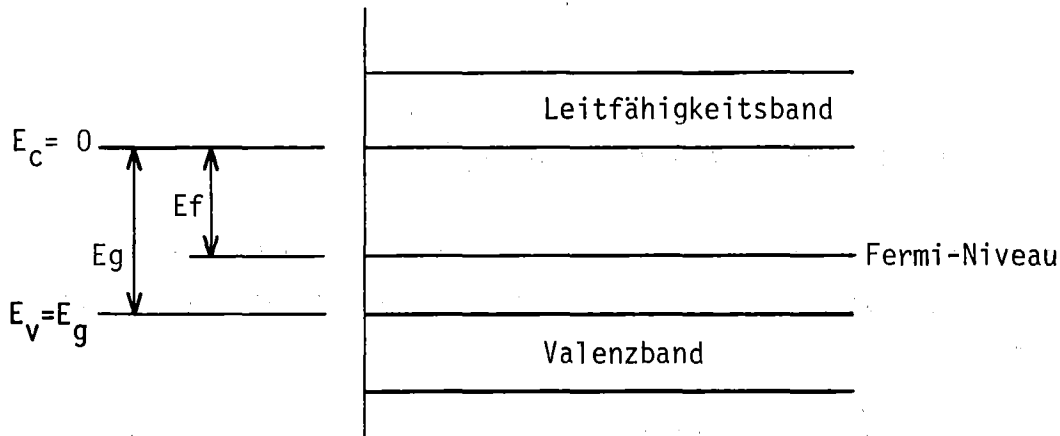 Leitfähigkeitsband
E_c = 0
Ef
Eg
Fermi-Niveau
E_v=E_g
Valenzband